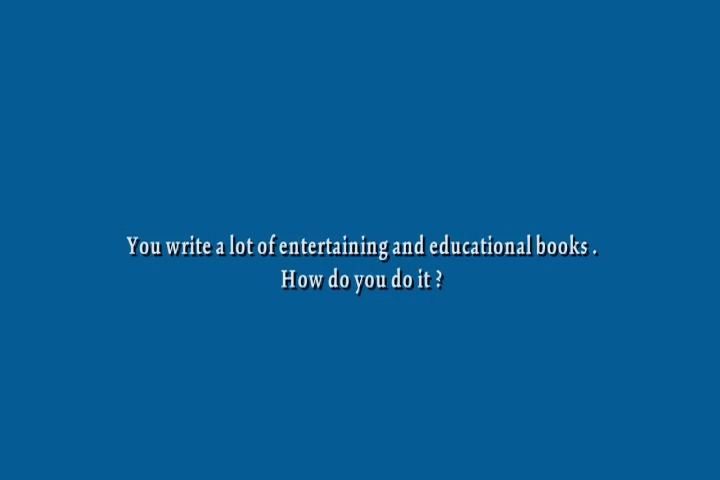 You write a lot of entertaining and educational books .
How do you do it ?